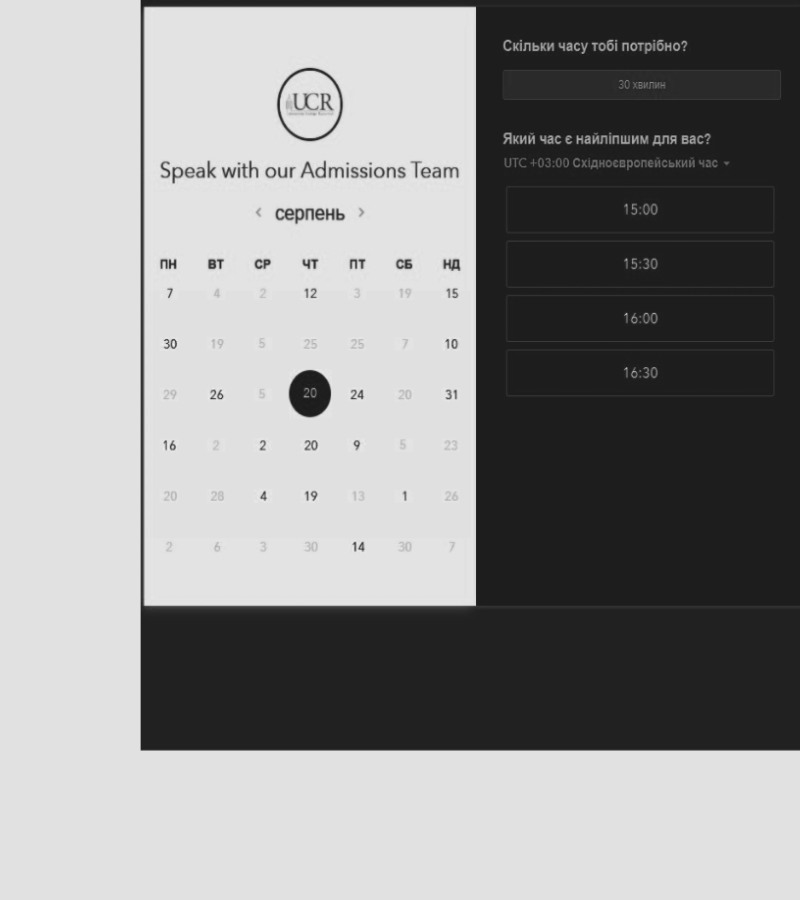 UCR
Speak with our Admissions Team
‹ серпень ›
ПН ВТ СР ЧТ ПТ СБ НД
7 4 2 12 3 19 15
30 19 5 25 25 7 10
29 26 5 20 24 20 31
16 2 2 20 9 5 23
20 28 4 19 13 1 26
2 6 3 30 14 30 7
Скільки часу тобі потрібно?
30 хвилин
Який час є найліпшим для вас?
UTC +03:00 Східноєвропейський час
15:00
15:30
16:00
16:30